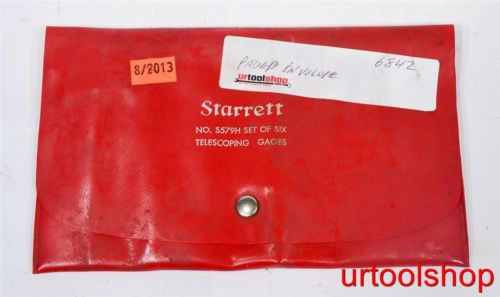 8/2013
urtoolshop
6842
Starrett
NO. S579H SET OF SIX
TELESCOPING GAGES
urtoolshop